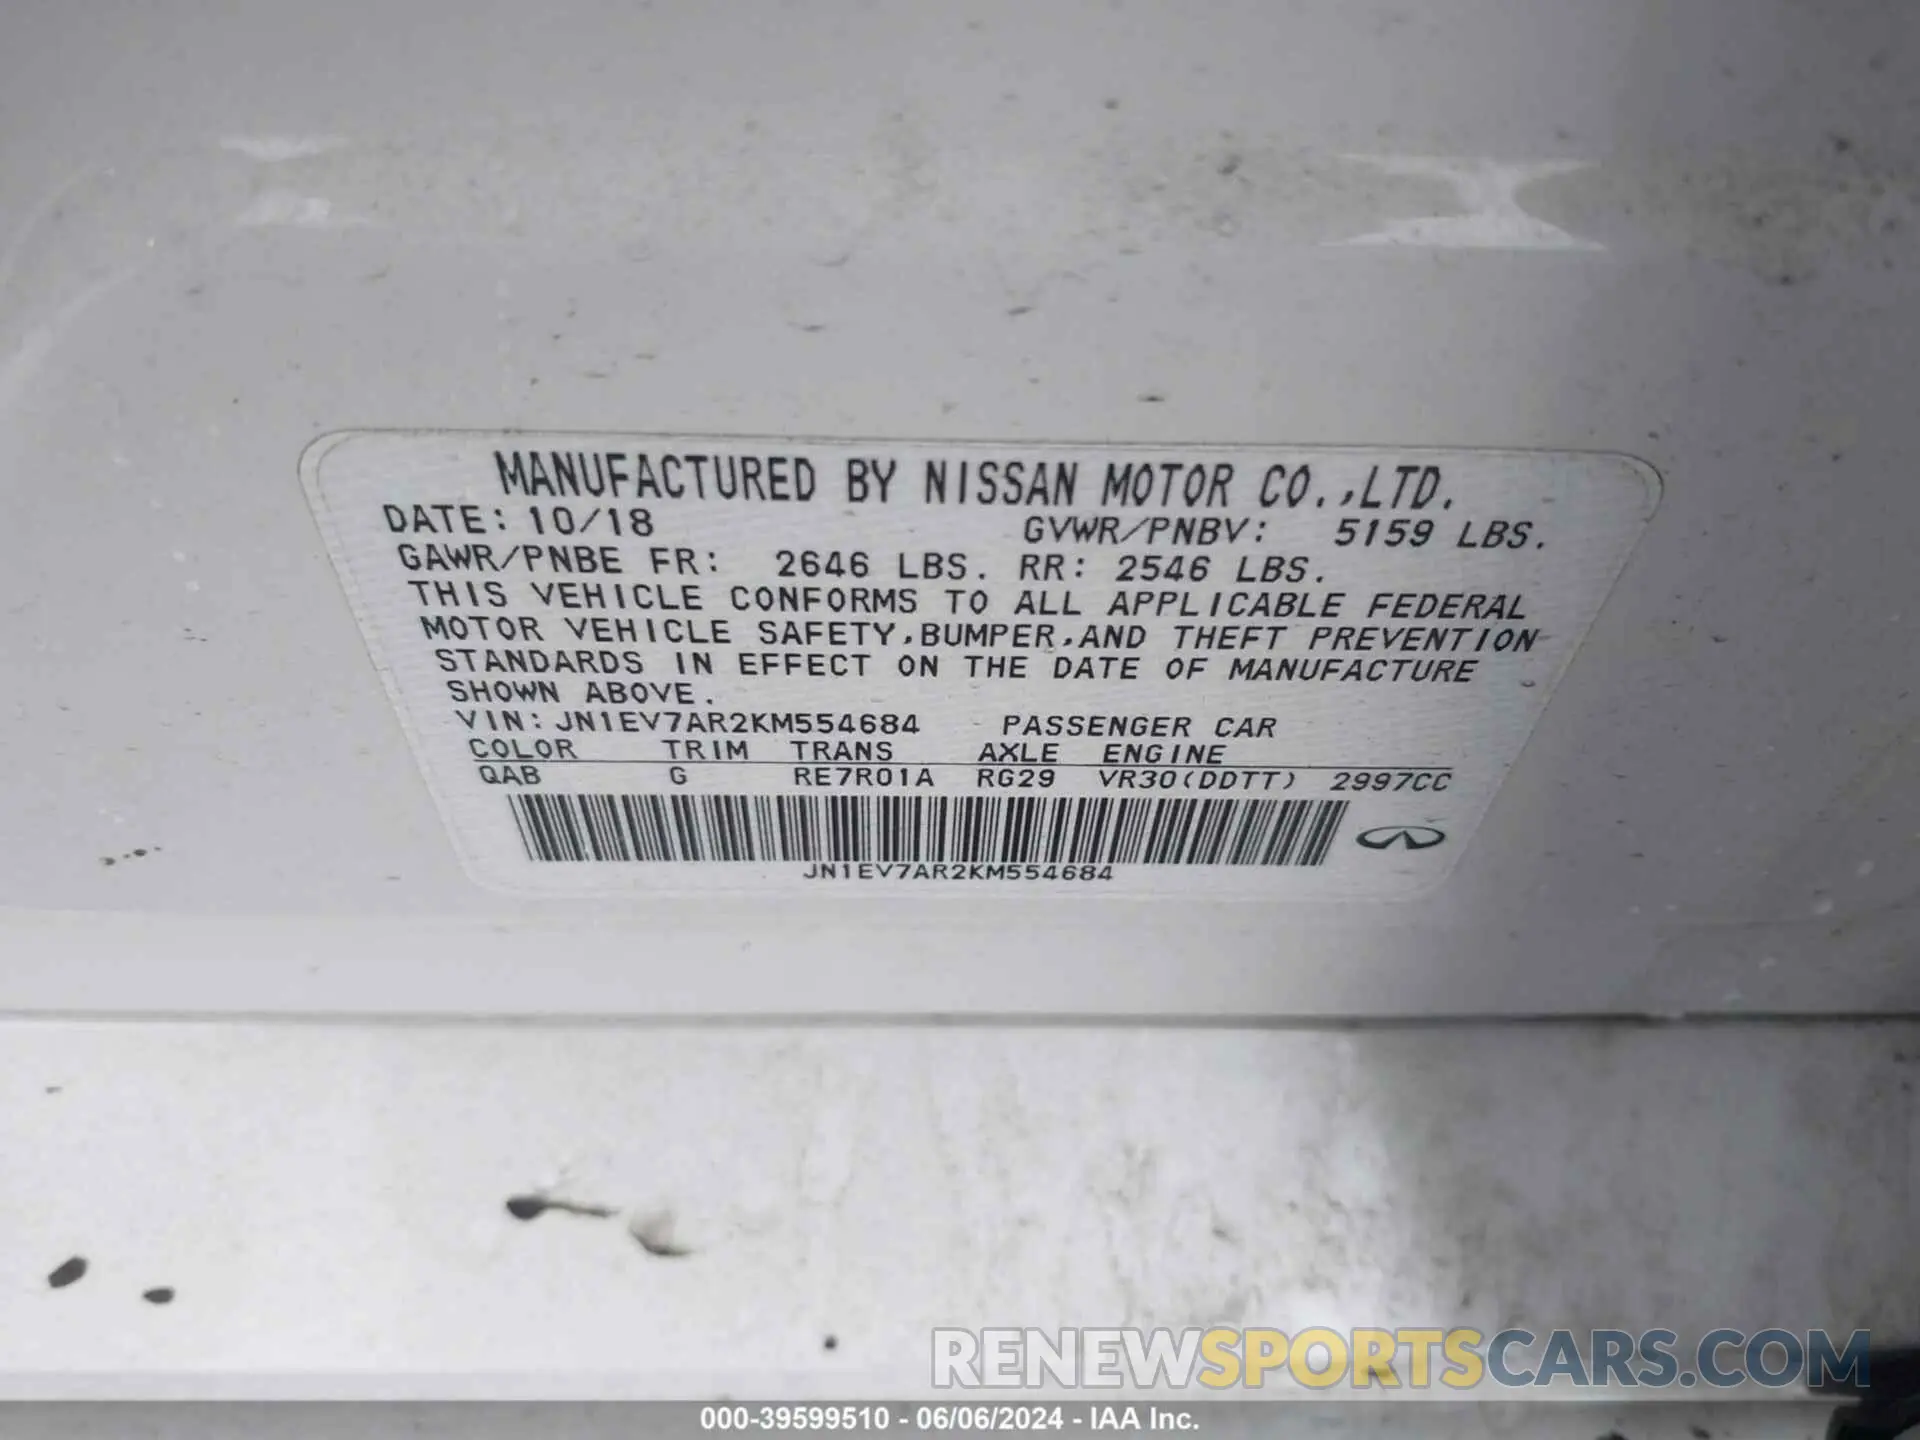 MANUFACTURED BY NISSAN MOTOR CO.,LTD.
DATE: 10/18 GVWR/PNBV: 5159 LBS.
GAWR/PNBE FR: 2646 LBS. RR: 2546 LBS.
THIS VEHICLE CONFORMS TO ALL APPLICABLE FEDERAL
MOTOR VEHICLE SAFETY,BUMPER,AND THEFT PREVENTION
STANDARDS IN EFFECT ON THE DATE OF MANUFACTURE
SHOWN ABOVE.
VIN: JN1EV7AR2KM554684 PASSENGER CAR
COLOR TRIM TRANS AXLE ENGINE
QAB G RE7R01A RG29 VR30(DDTT) 2997CC
JN1EV7AR2KM554684
RENEWSPORTSCARS.COM
000-39599510 - 06/06/2024 - IAA Inc.